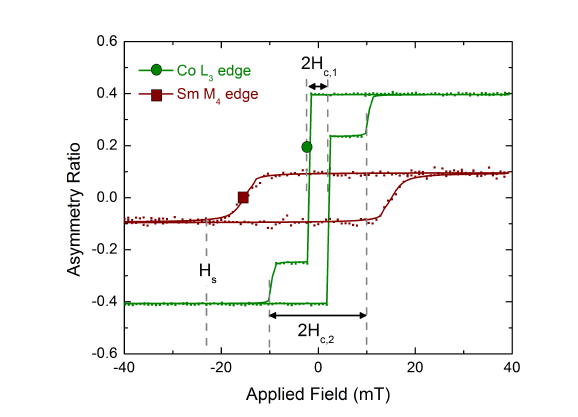 0.6
0.4
0.2
0.0
-0.2
-0.4
-0.6
Asymmetry Ratio
Co L3 edge
Sm M4 edge
2Hc,1
Hs
2Hc,2
-40 -20 0 20 40
Applied Field (mT)